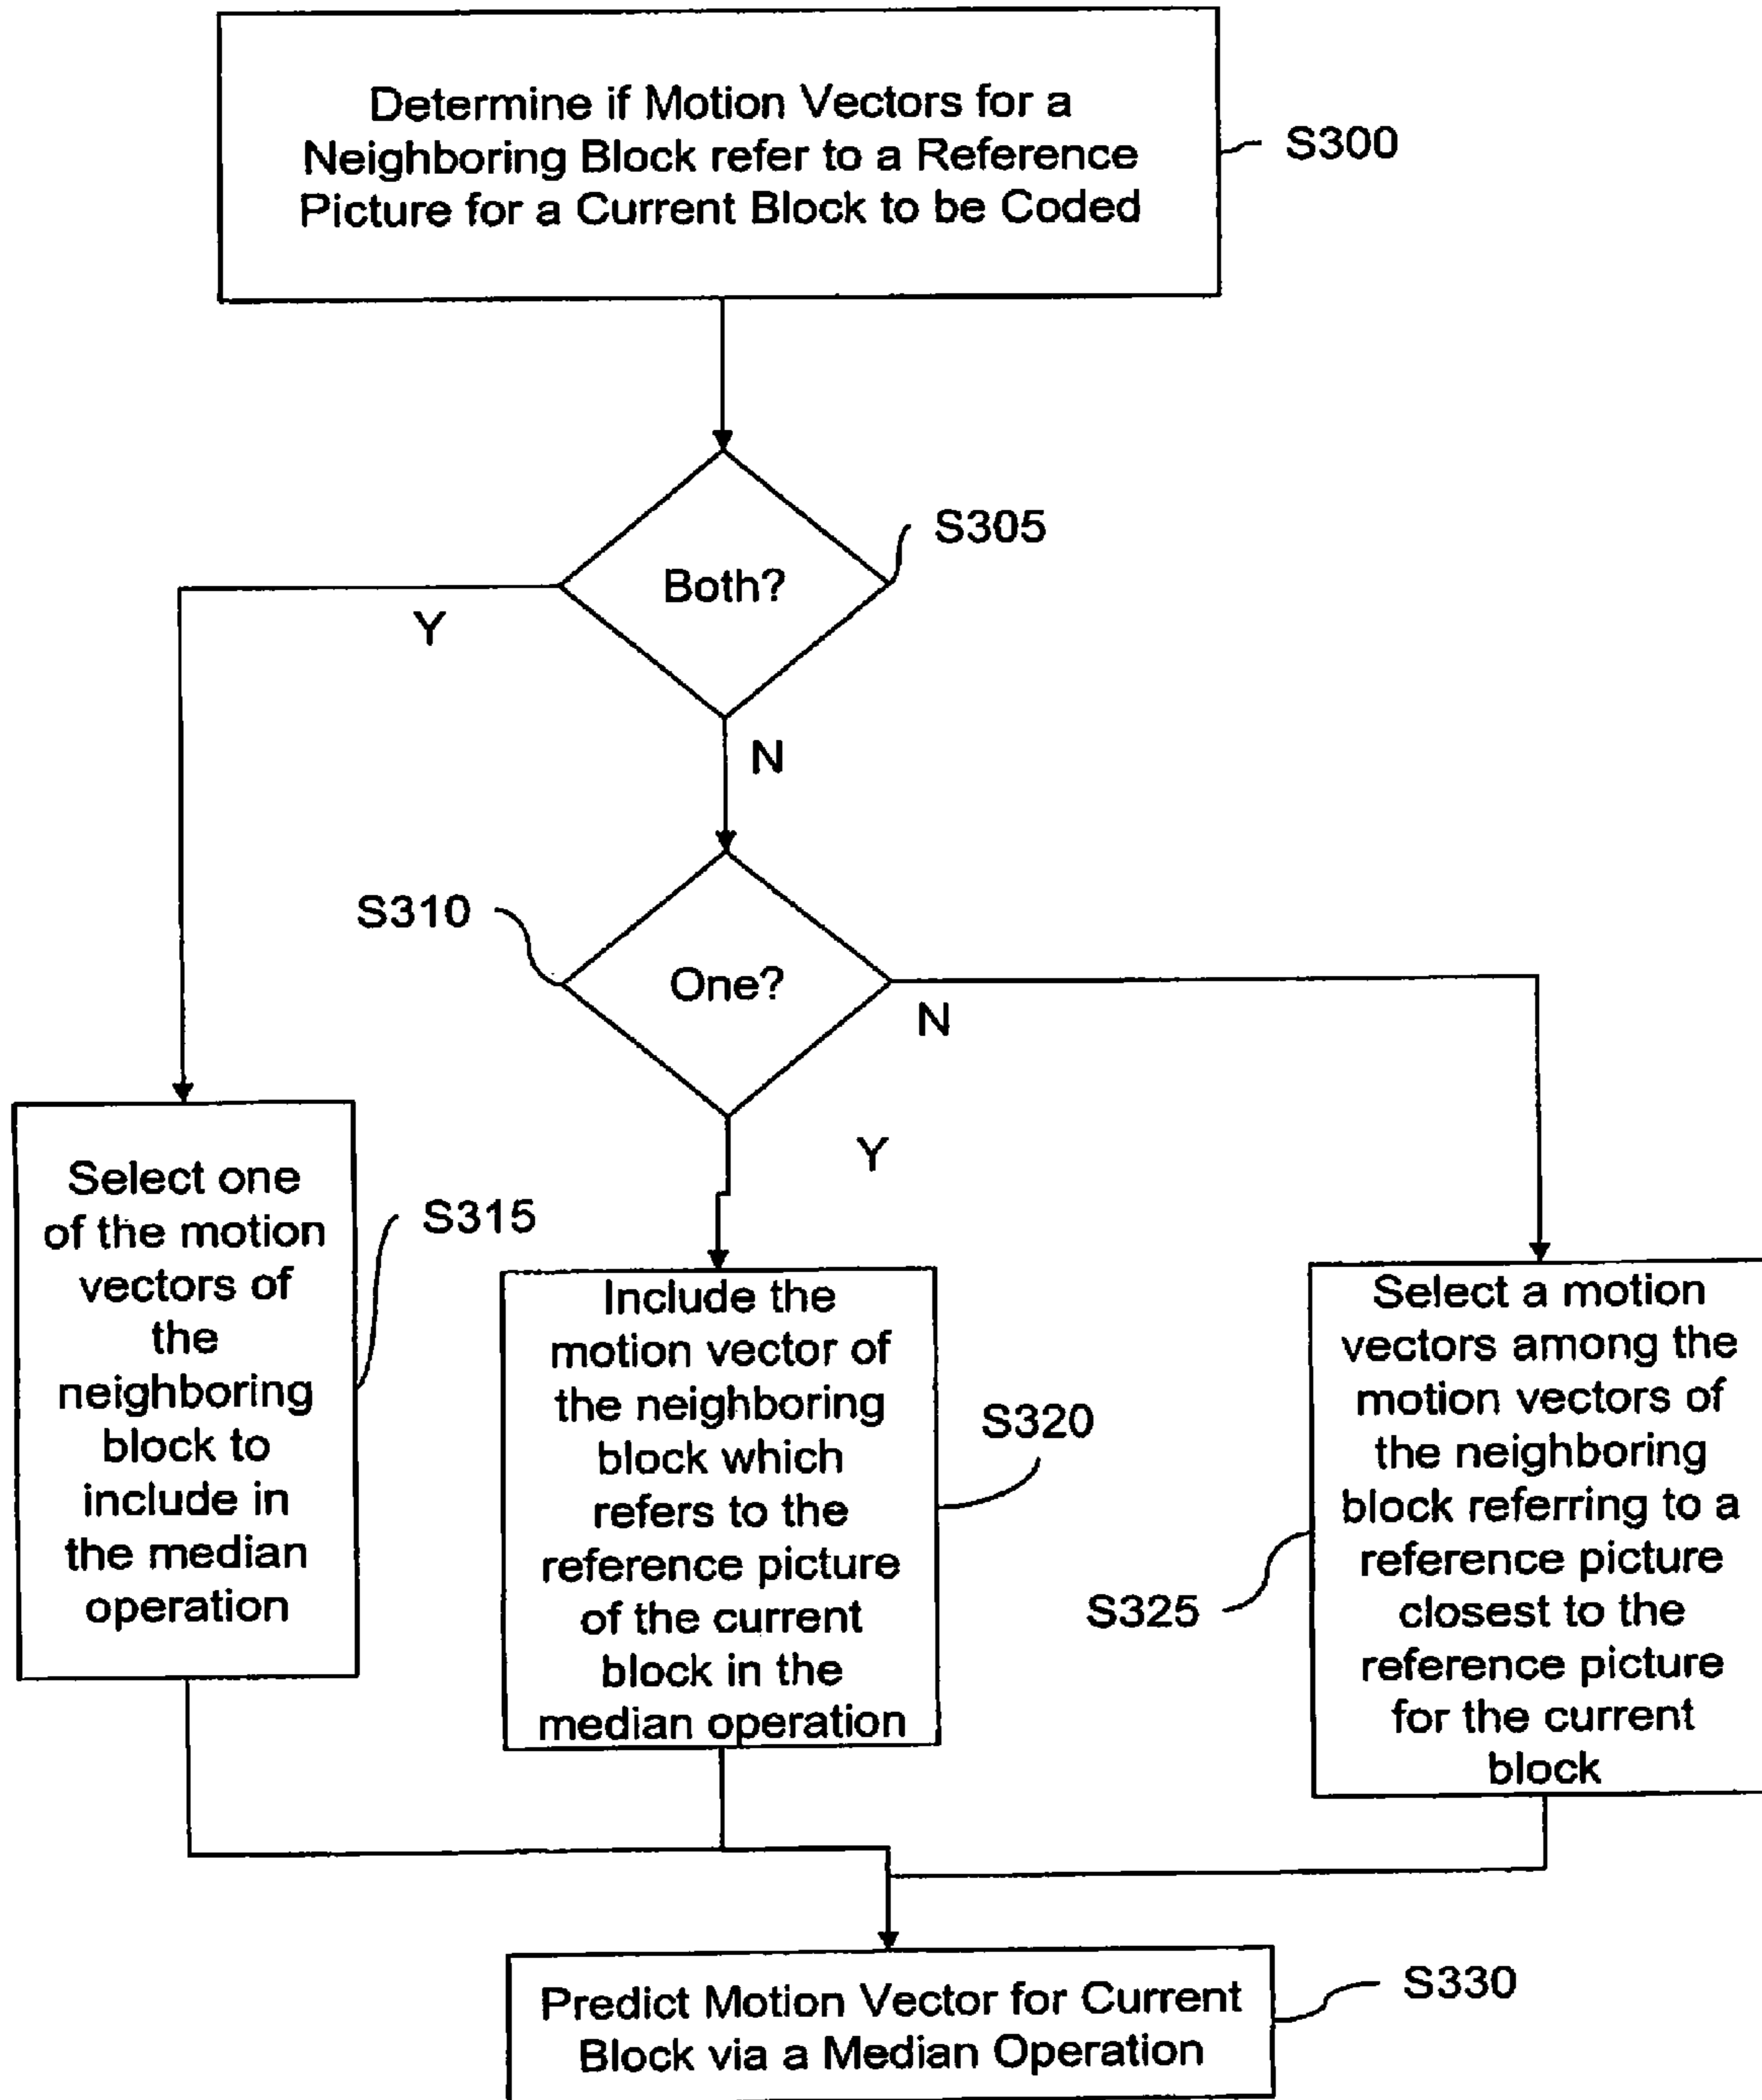 Determine if Motion Vectors for a
Neighboring Block refer to a Reference
Picture for a Current Block to be Coded
S300
S305
Both?
Y
N
S310
One?
N
Y
Select one
of the motion
vectors of
the
neighboring
block to
include in
the median
operation
S315
Include the
motion vector of
the neighboring
block which
refers to the
reference picture
of the current
block in the
median operation
S320
Select a motion
vectors among the
motion vectors of
the neighboring
block referring to a
reference picture
closest to the
reference picture
for the current
block
S325
Predict Motion Vector for Current
Block via a Median Operation
S330